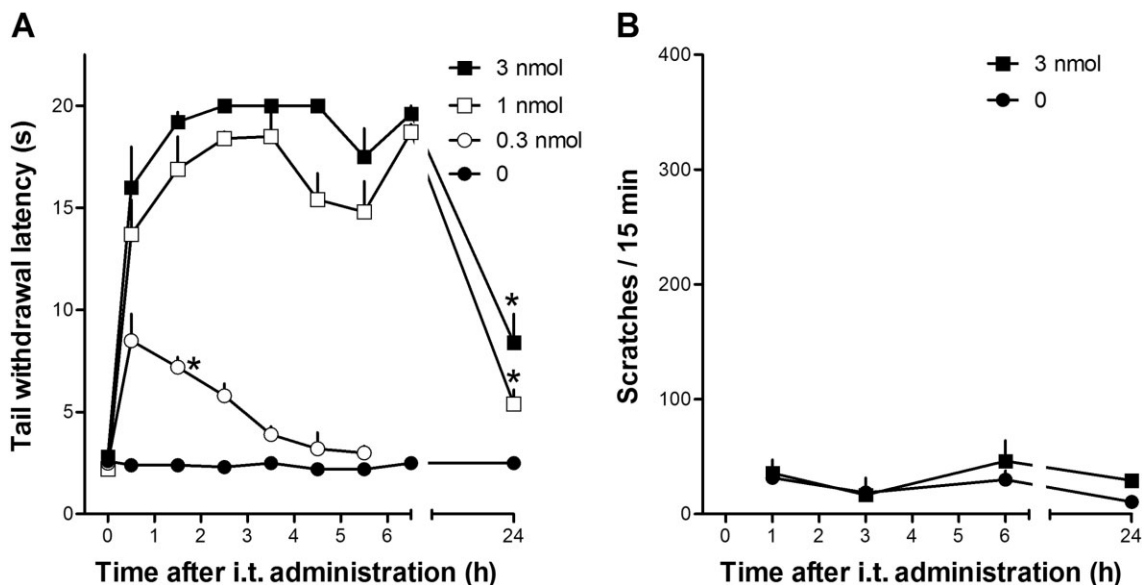 A
Tail withdrawal latency (s)
20
15
10
5
0
3 nmol
1 nmol
0.3 nmol
0
*
*
*
0 1 2 3 4 5 6 24
Time after i.t. administration (h)
B
Scratches / 15 min
400
300
200
100
0
3 nmol
0
0 1 2 3 4 5 6 24
Time after i.t. administration (h)